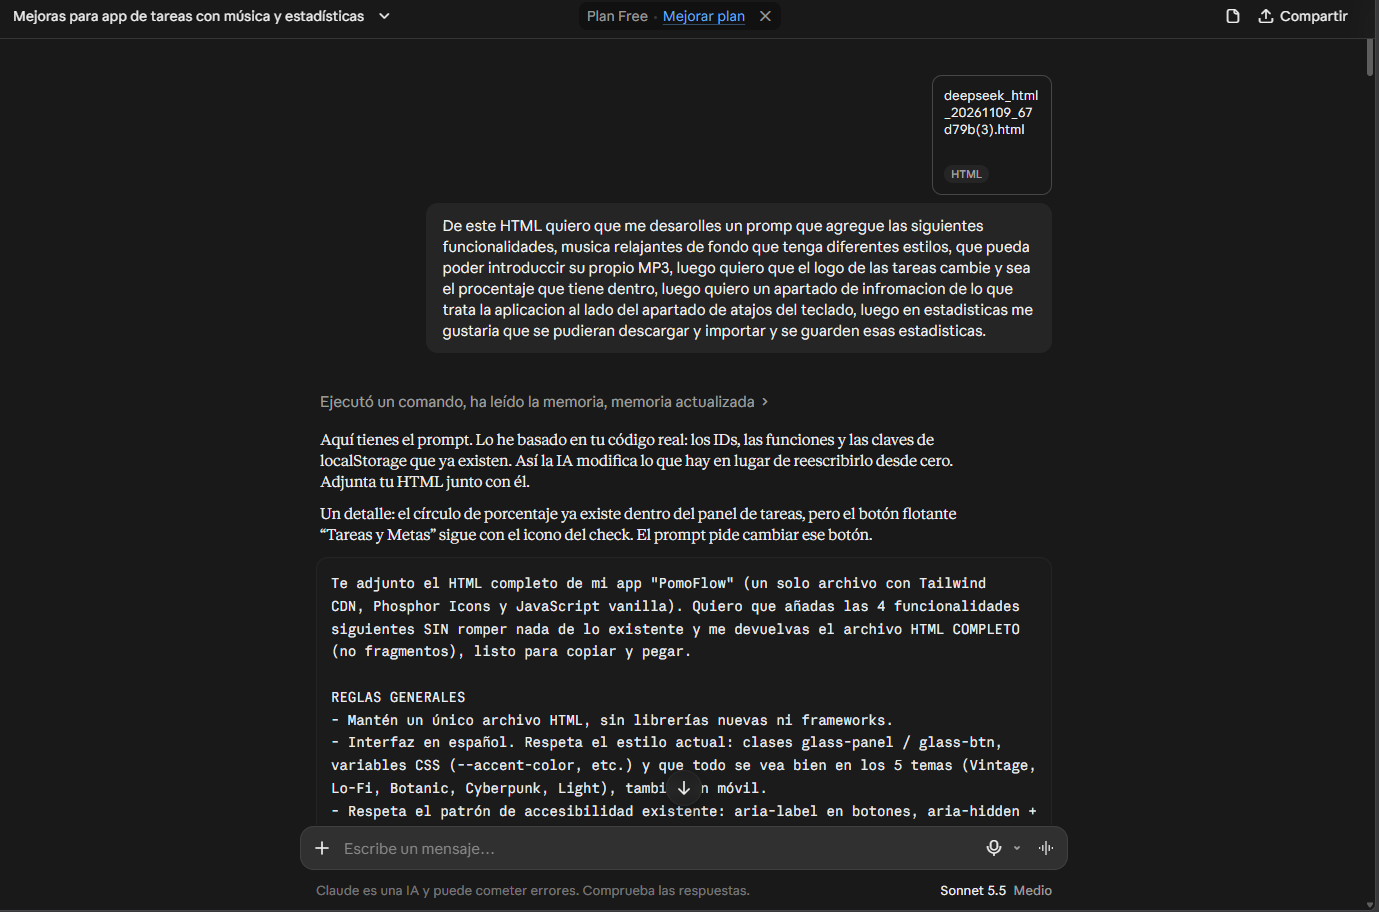 Mejoras para app de tareas con música y estadísticas
Plan Free · Mejorar plan
Compartir
deepseek_html
_20261109_67
d79b(3).html
HTML
De este HTML quiero que me desarolles un promp que agregue las siguientes
funcionalidades, musica relajantes de fondo que tenga diferentes estilos, que pueda
poder introduccir su propio MP3, luego quiero que el logo de las tareas cambie y sea
el procentaje que tiene dentro, luego quiero un apartado de infromacion de lo que
trata la aplicacion al lado del apartado de atajos del teclado, luego en estadisticas me
gustaria que se pudieran descargar y importar y se guarden esas estadisticas.
Ejecutó un comando, ha leído la memoria, memoria actualizada
Aquí tienes el prompt. Lo he basado en tu código real: los IDs, las funciones y las claves de
localStorage que ya existen. Así la IA modifica lo que hay en lugar de reescribirlo desde cero.
Adjunta tu HTML junto con él.
Un detalle: el círculo de porcentaje ya existe dentro del panel de tareas, pero el botón flotante
“Tareas y Metas” sigue con el icono del check. El prompt pide cambiar ese botón.
Te adjunto el HTML completo de mi app "PomoFlow" (un solo archivo con Tailwind
CDN, Phosphor Icons y JavaScript vanilla). Quiero que añadas las 4 funcionalidades
siguientes SIN romper nada de lo existente y me devuelvas el archivo HTML COMPLETO
(no fragmentos), listo para copiar y pegar.
REGLAS GENERALES
- Mantén un único archivo HTML, sin librerías nuevas ni frameworks.
- Interfaz en español. Respeta el estilo actual: clases glass-panel / glass-btn,
variables CSS (--accent-color, etc.) y que todo se vea bien en los 5 temas (Vintage,
Lo-Fi, Botanic, Cyberpunk, Light), tambi n móvil.
- Respeta el patrón de accesibilidad existente: aria-label en botones, aria-hidden +
Escribe un mensaje...
Claude es una IA y puede cometer errores. Comprueba las respuestas.
Sonnet 5.5 Medio